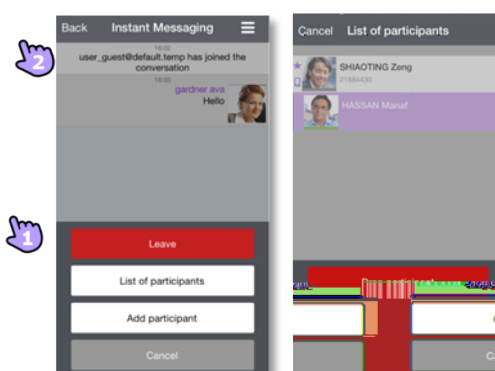 Back Instant Messaging
16:02
user_guest@default.temp has joined the
conversation
16:03
gardner ava
Hello
Leave
List of participants
Add participant
Cancel
2
1
Cancel List of participants
SHIAOTING Zeng
21884430
HASSAN Manaf